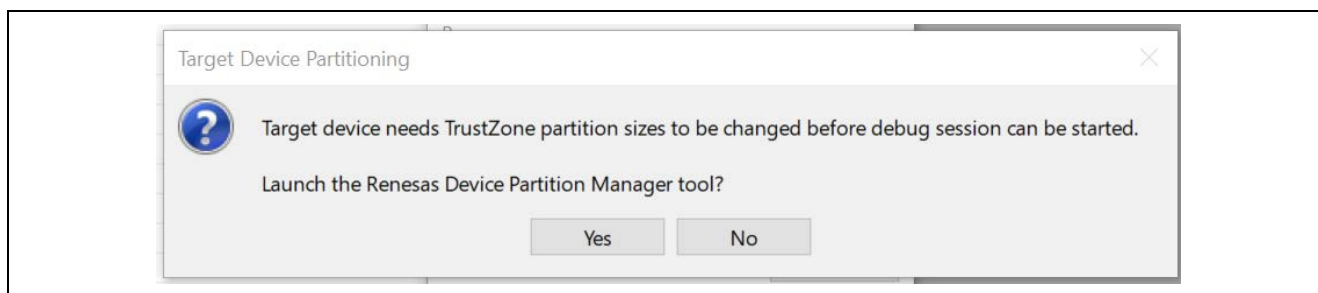 Target Device Partitioning
Target device needs TrustZone partition sizes to be changed before debug session can be started.
Launch the Renesas Device Partition Manager tool?
Yes No